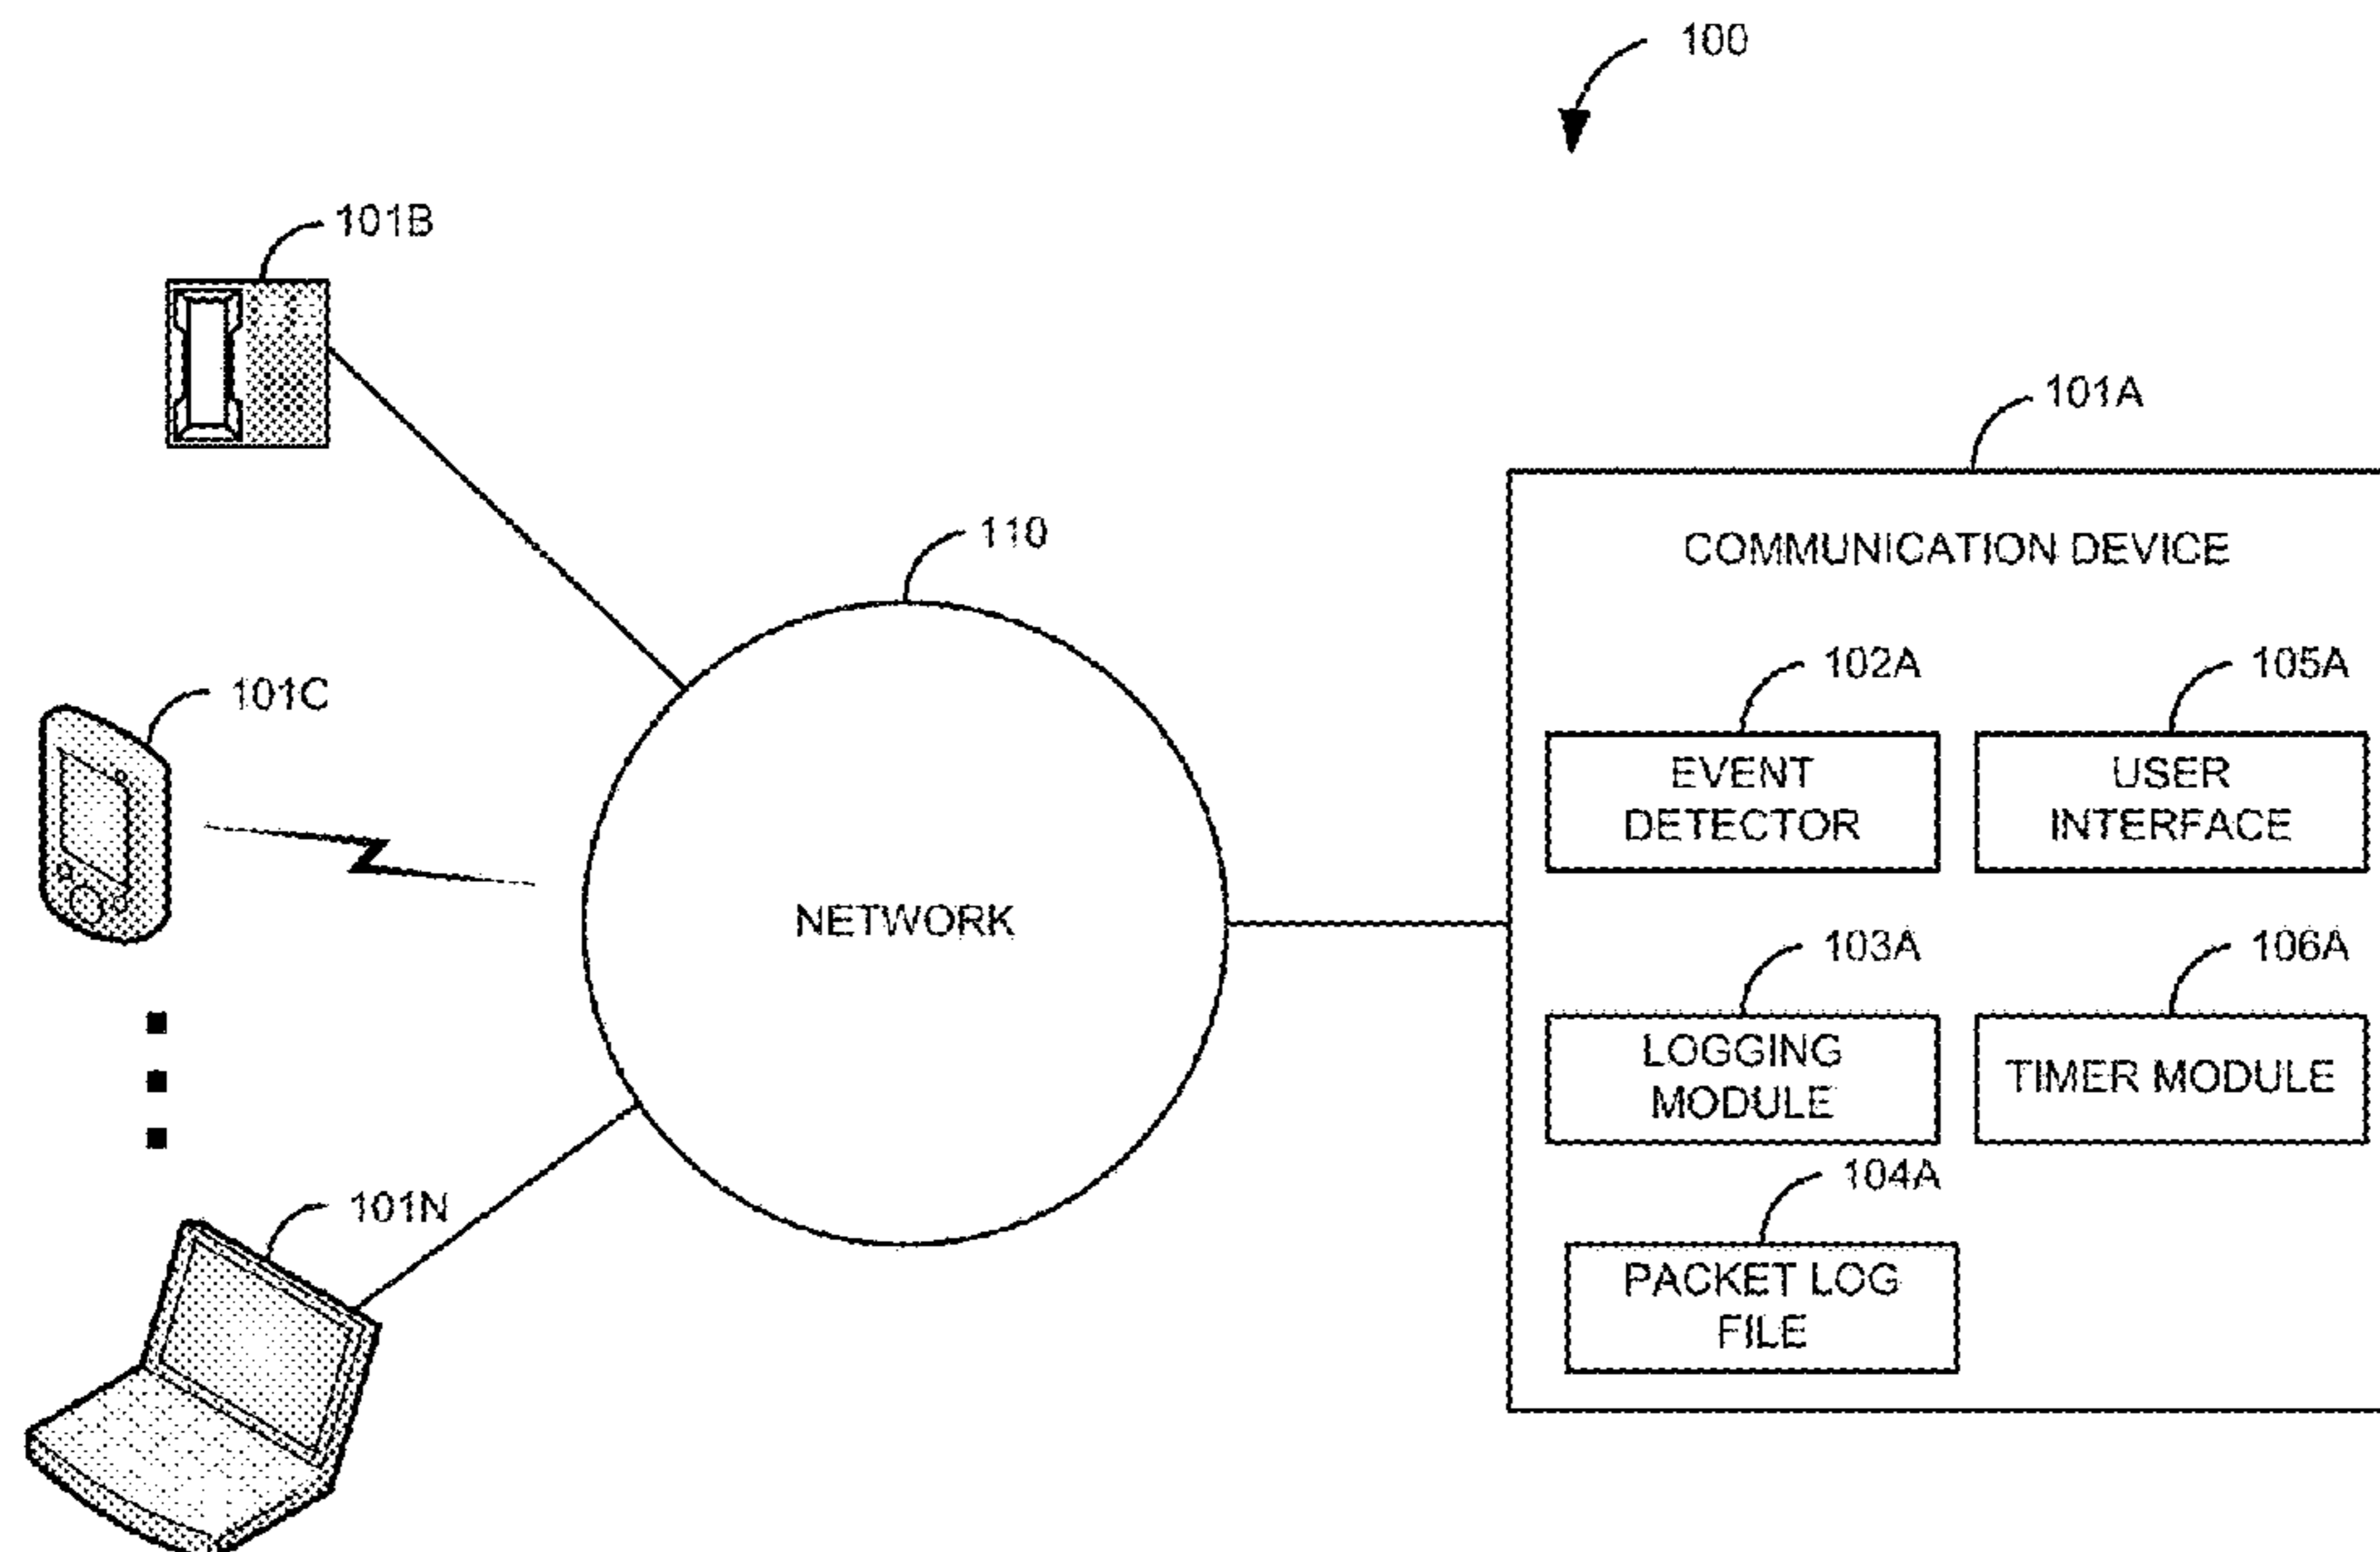 100
101B
101A
110
COMMUNICATION DEVICE
101C
102A
105A
EVENT
DETECTOR
USER
INTERFACE
NETWORK
103A
106A
LOGGING
MODULE
TIMER MODULE
104A
101N
PACKET LOG
FILE